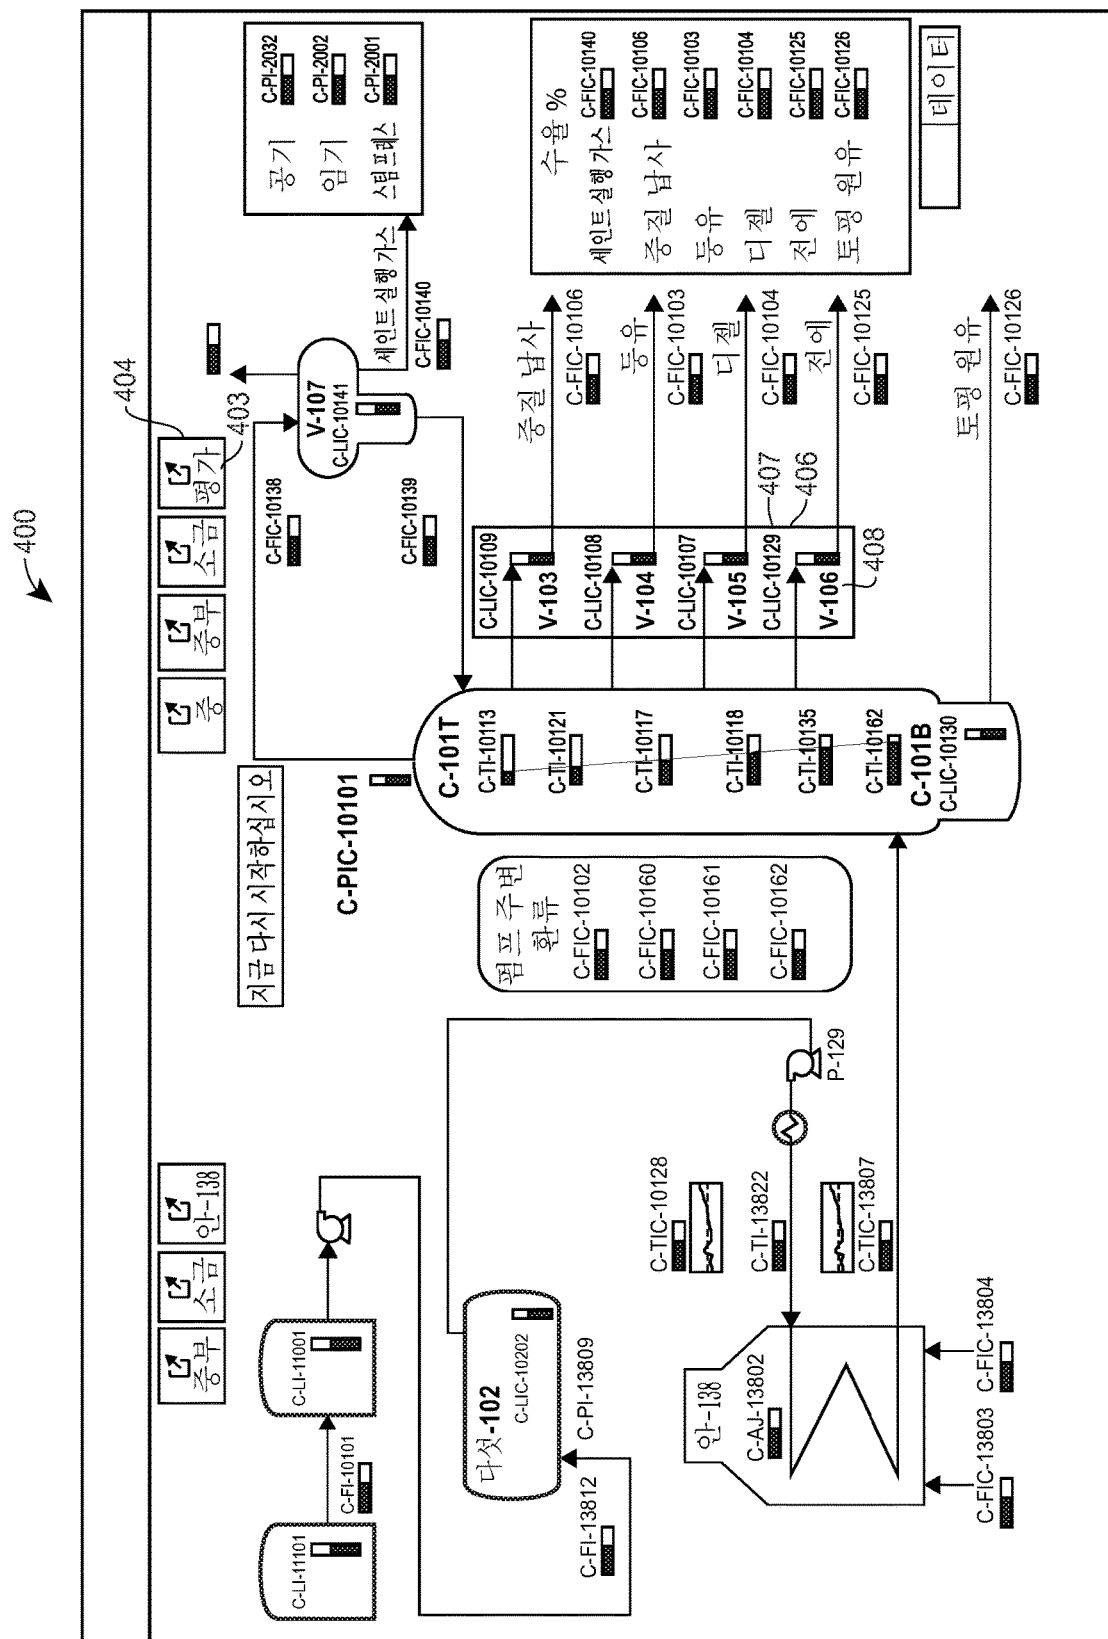 400
404
403
중부
소금
안-138
중
중부
소금
평가
지금 다시 시작하십시오
C-LI-11101
C-FI-10101
C-LI-11001
C-PIC-10101
C-FIC-10138
V-107
C-LIC-10141
C-FIC-10139
세인트 실행 가스
C-FIC-10140
공기
C-PI-2032
임기
C-PI-2002
스팀 프레스
C-PI-2001
다섯-102
C-LIC-10202
C-FI-13812
C-PI-13809
펌프 주변
환류
C-FIC-10102
C-FIC-10160
C-FIC-10161
C-FIC-10162
C-101T
C-TI-10113
C-TI-10121
C-TI-10117
C-TI-10118
C-TI-10135
C-TI-10162
C-101B
C-LIC-10130
C-LIC-10109
V-103
C-LIC-10108
V-104
C-LIC-10107
V-105
C-LIC-10129
V-106
407
406
408
중질 납사
C-FIC-10106
등유
C-FIC-10103
디젤
C-FIC-10104
전에
C-FIC-10125
토핑 원유
C-FIC-10126
수율 %
세인트 실행 가스 C-FIC-10140
중질 납사 C-FIC-10106
등유 C-FIC-10103
디젤 C-FIC-10104
전에 C-FIC-10125
토핑 원유 C-FIC-10126
데이터
P-129
C-TIC-10128
C-TI-13822
C-TIC-13807
안-138
C-AJ-13802
C-FIC-13803
C-FIC-13804